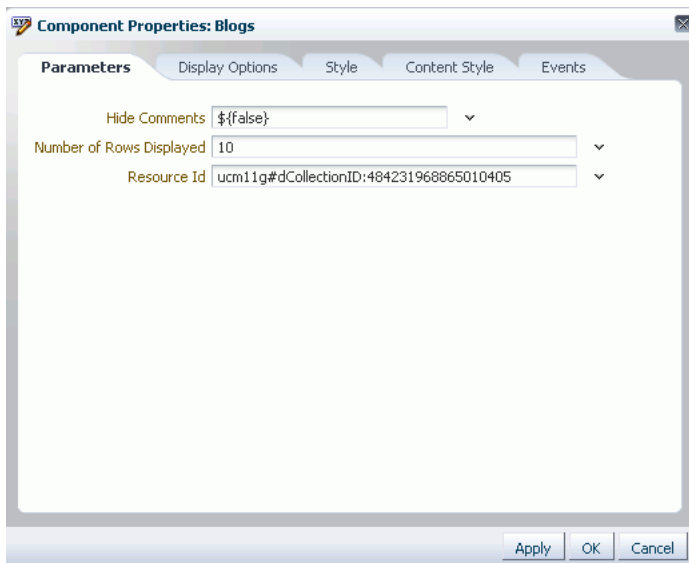 Component Properties: Blogs
Parameters Display Options Style Content Style Events
Hide Comments ${false}
Number of Rows Displayed 10
Resource Id ucm11g#dCollectionID:484231968865010405
Apply OK Cancel